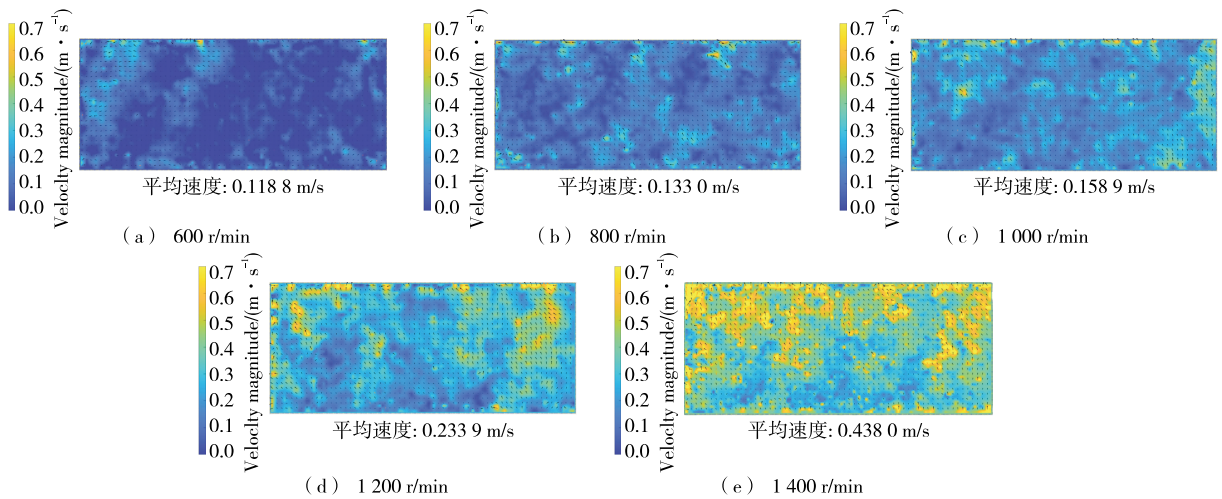 0.7
0.6
0.5
0.4
0.3
0.2
0.1
0.0
Veloclty magnitude/(m·s⁻¹)
平均速度: 0.118 8 m/s
(a) 600 r/min
0.7
0.6
0.5
0.4
0.3
0.2
0.1
0.0
Veloclty magnitude/(m·s⁻¹)
平均速度: 0.133 0 m/s
(b) 800 r/min
0.7
0.6
0.5
0.4
0.3
0.2
0.1
0.0
Veloclty magnitude/(m·s⁻¹)
平均速度: 0.158 9 m/s
(c) 1 000 r/min
0.7
0.6
0.5
0.4
0.3
0.2
0.1
0.0
Veloclty magnitude/(m·s⁻¹)
平均速度: 0.233 9 m/s
(d) 1 200 r/min
0.7
0.6
0.5
0.4
0.3
0.2
0.1
0.0
Veloclty magnitude/(m·s⁻¹)
平均速度: 0.438 0 m/s
(e) 1 400 r/min